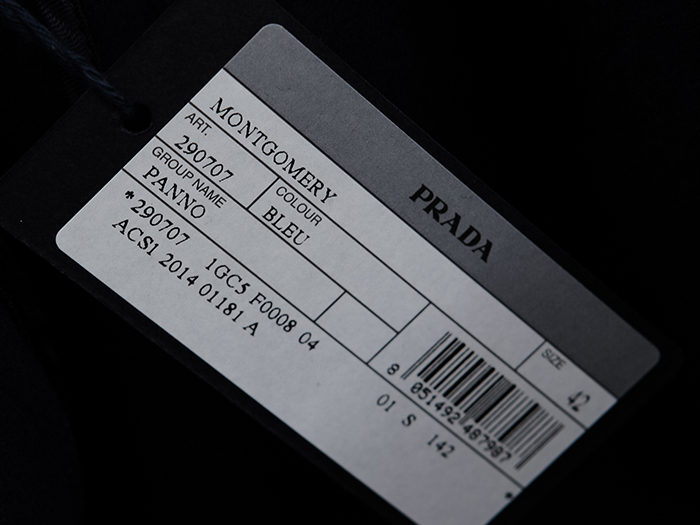 PRADA
MONTGOMERY
SIZE
42
ART.
290707
COLOUR
BLEU
GROUP NAME
PANNO
*290707 1GC5 F0008 04
ACS1 2014 01181 A
8 051492 487987
01 S 142
*